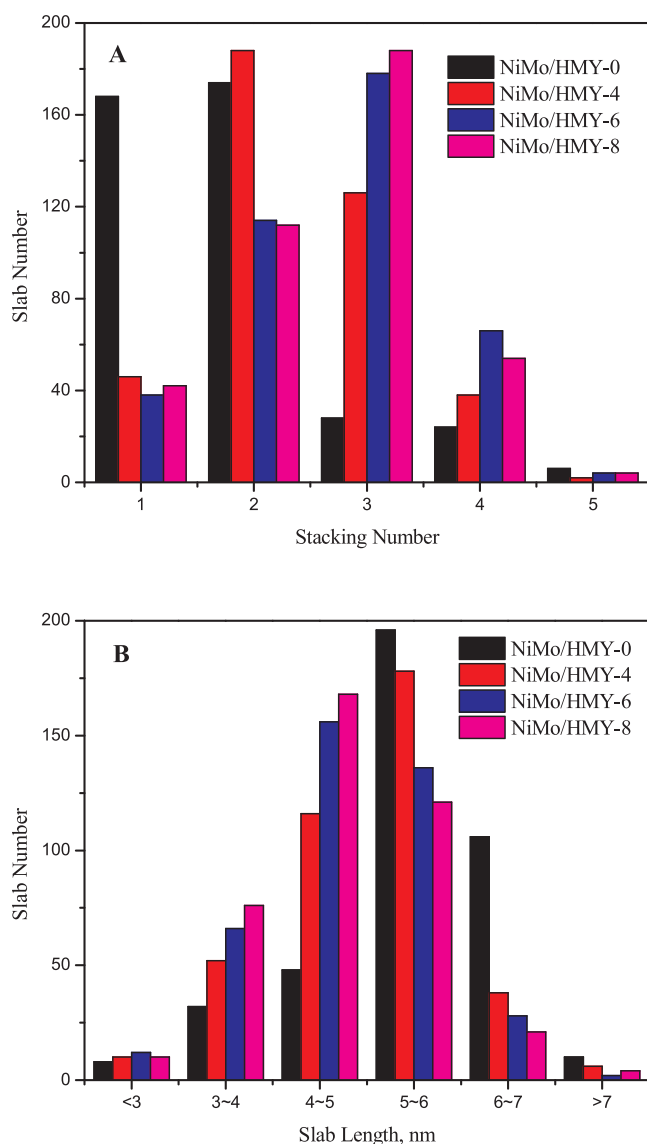 A
NiMo/HMY-0
NiMo/HMY-4
NiMo/HMY-6
NiMo/HMY-8
200
160
120
80
40
0
Slab Number
1 2 3 4 5
Stacking Number
B
NiMo/HMY-0
NiMo/HMY-4
NiMo/HMY-6
NiMo/HMY-8
200
150
100
50
0
Slab Number
<3 3~4 4~5 5~6 6~7 >7
Slab Length, nm